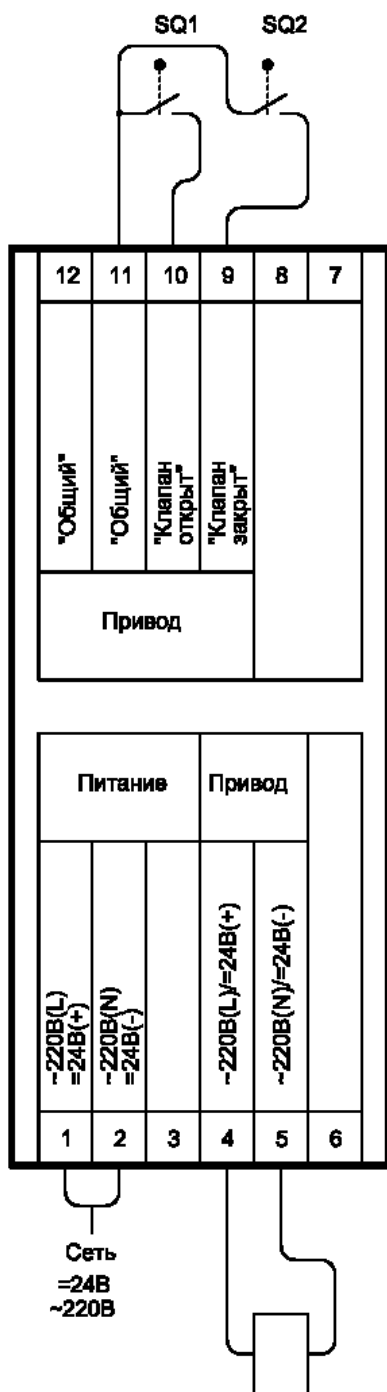 SQ1 SQ2
12 11 10 9 8 7
"Общий"
"Общий"
"Клапан
открыт"
"Клапан
закрыт"
Привод
Питание Привод
~220В(L)
=24В(+)
~220В(N)
=24В(-)
~220В(L)/=24В(+)
~220В(N)/=24В(-)
1 2 3 4 5 6
Сеть
=24В
~220В